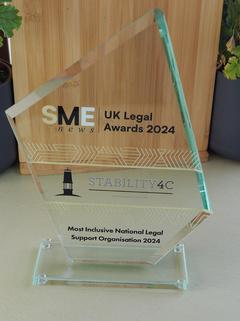 SME
news
UK Legal
Awards 2024
STABILITY4C
Most Inclusive National Legal
Support Organisation 2024